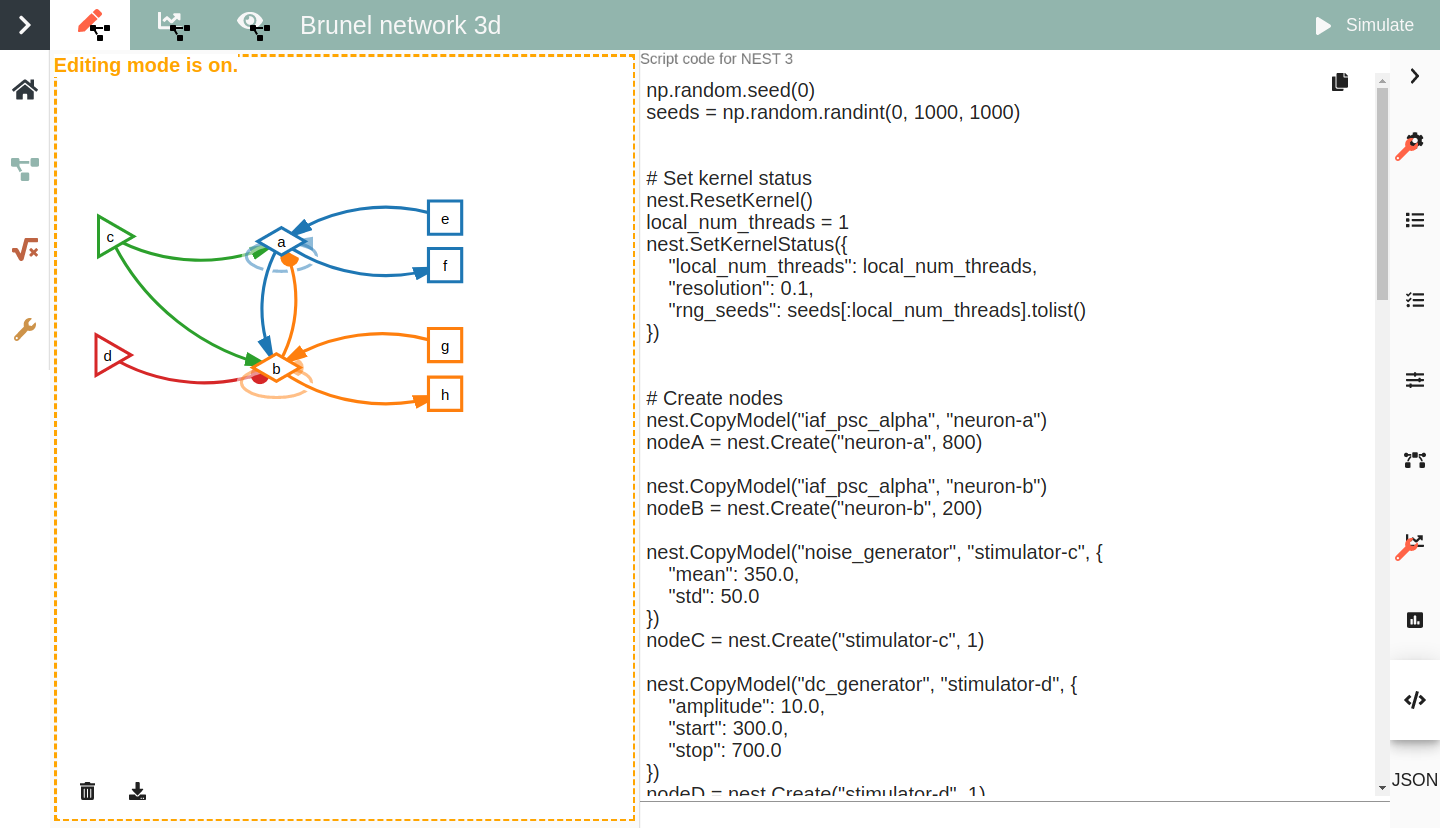 Brunel network 3d
Simulate
Editing mode is on.
c
d
a
b
e
f
g
h
Script code for NEST 3
np.random.seed(0)
seeds = np.random.randint(0, 1000, 1000)
# Set kernel status
nest.ResetKernel()
local_num_threads = 1
nest.SetKernelStatus({
    "local_num_threads": local_num_threads,
    "resolution": 0.1,
    "rng_seeds": seeds[:local_num_threads].tolist()
})
# Create nodes
nest.CopyModel("iaf_psc_alpha", "neuron-a")
nodeA = nest.Create("neuron-a", 800)
nest.CopyModel("iaf_psc_alpha", "neuron-b")
nodeB = nest.Create("neuron-b", 200)
nest.CopyModel("noise_generator", "stimulator-c", {
    "mean": 350.0,
    "std": 50.0
})
nodeC = nest.Create("stimulator-c", 1)
nest.CopyModel("dc_generator", "stimulator-d", {
    "amplitude": 10.0,
    "start": 300.0,
    "stop": 700.0
})
nodeD = nest.Create("stimulator-d", 1)
JSON